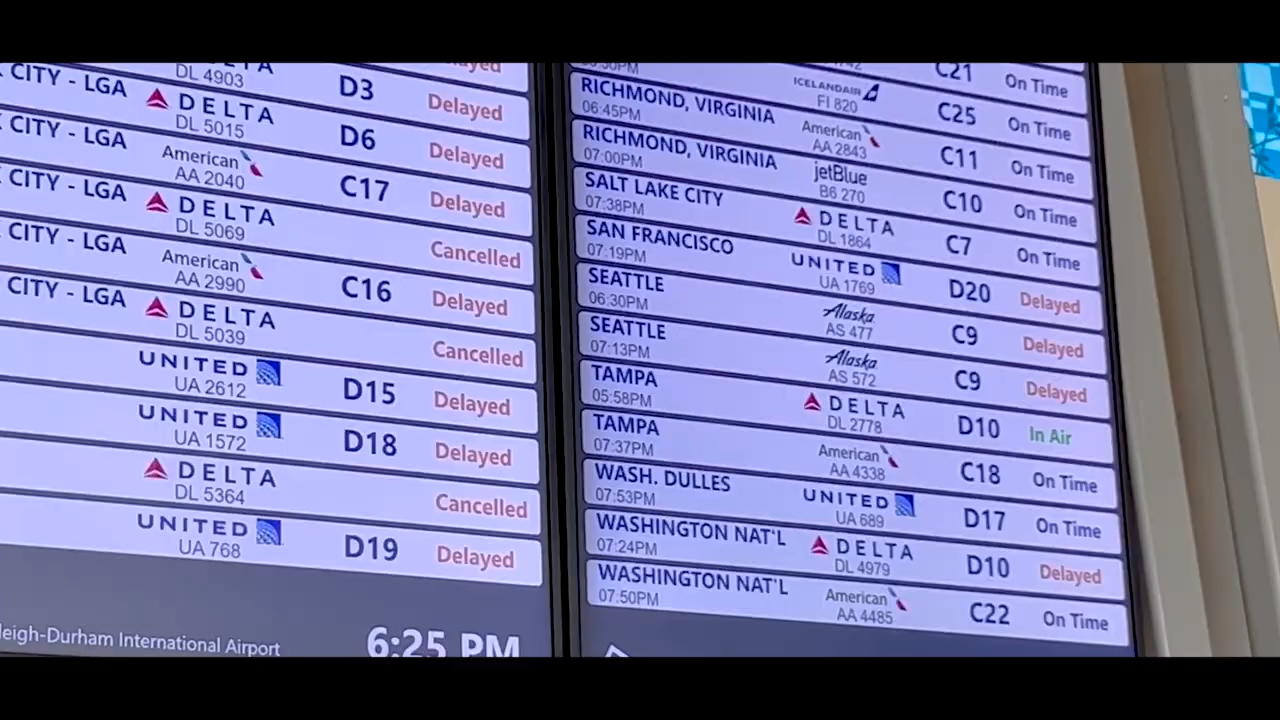 DL 4903 D3 Delayed
CITY - LGA DELTA
DL 5015 D6 Delayed
CITY - LGA American
AA 2040 C17 Delayed
CITY - LGA DELTA
DL 5069 Cancelled
CITY - LGA American
AA 2990 C16 Delayed
CITY - LGA DELTA
DL 5039 Cancelled
UNITED
UA 2612 D15 Delayed
UNITED
UA 1572 D18 Delayed
DELTA
DL 5364 Cancelled
UNITED
UA 768 D19 Delayed
Durham International Airport 6:25 PM
C21 On Time
ICELANDAIR
FI 820 C25 On Time
RICHMOND, VIRGINIA American
06:45PM AA 2843 C11 On Time
RICHMOND, VIRGINIA jetBlue
07:00PM B6 270 C10 On Time
SALT LAKE CITY DELTA
07:38PM DL 1864 C7 On Time
SAN FRANCISCO UNITED
07:19PM UA 1769 D20 Delayed
SEATTLE Alaska
06:30PM AS 477 C9 Delayed
SEATTLE Alaska
07:13PM AS 572 C9 Delayed
TAMPA DELTA
05:58PM DL 2778 D10 In Air
TAMPA American
07:37PM AA 4338 C18 On Time
WASH. DULLES UNITED
07:53PM UA 689 D17 On Time
WASHINGTON NAT'L DELTA
07:24PM DL 4979 D10 Delayed
WASHINGTON NAT'L American
07:50PM AA 4485 C22 On Time